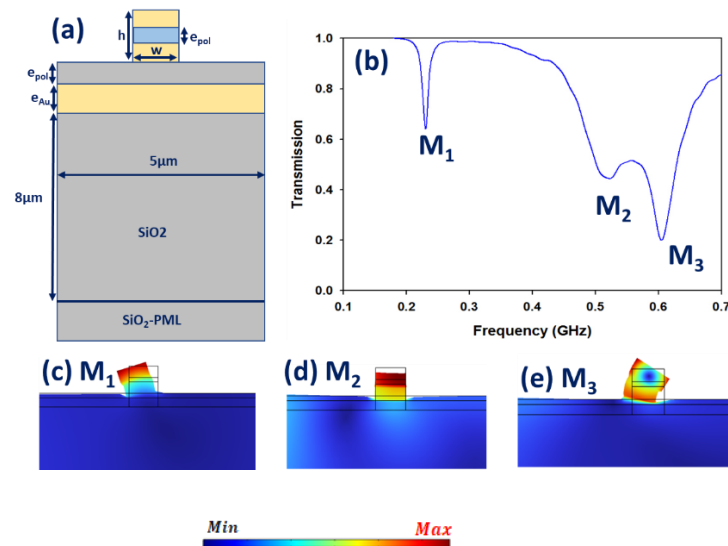 (a)
h
w
e_pol
e_pol
e_Au
5μm
8μm
SiO2
SiO₂-PML
(b)
Transmission
1.0
0.8
0.6
0.4
0.2
0.0
M₁
M₂
M₃
0.1 0.2 0.3 0.4 0.5 0.6 0.7
Frequency (GHz)
(c) M₁
(d) M₂
(e) M₃
Min Max